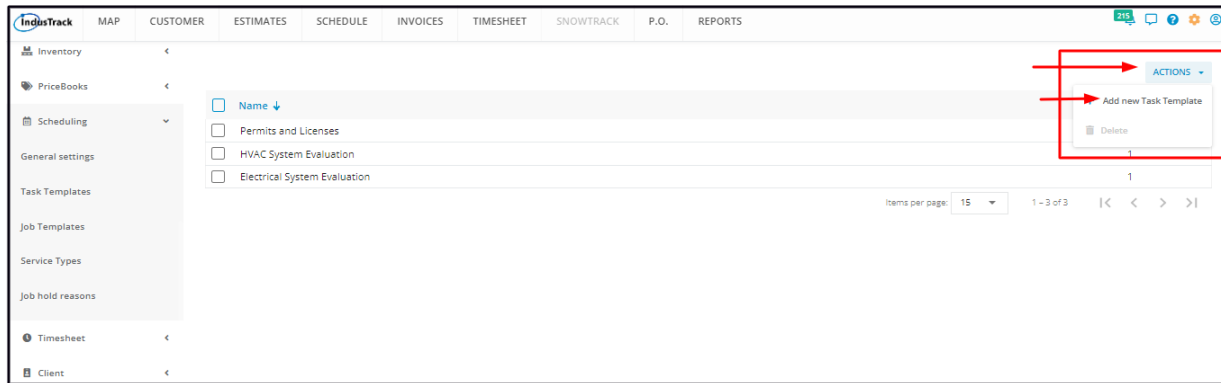 IndusTrack MAP CUSTOMER ESTIMATES SCHEDULE INVOICES TIMESHEET SNOWTRACK P.O. REPORTS 215
Inventory
PriceBooks
Scheduling
General settings
Task Templates
Job Templates
Service Types
Job hold reasons
Timesheet
Client
ACTIONS
Add new Task Template
Delete
Name
Permits and Licenses
HVAC System Evaluation 1
Electrical System Evaluation 1
Items per page: 15 1 – 3 of 3